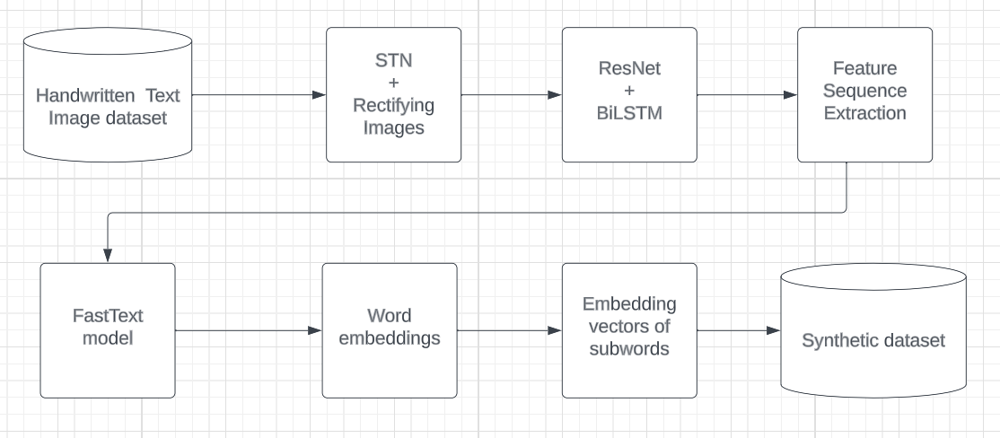 Handwritten Text
Image dataset
STN
+
Rectifying
Images
ResNet
+
BiLSTM
Feature
Sequence
Extraction
FastText
model
Word
embeddings
Embedding
vectors of
subwords
Synthetic dataset